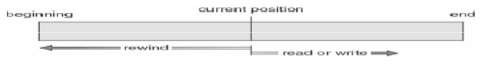 current position
beginning
end
rewind
read or write